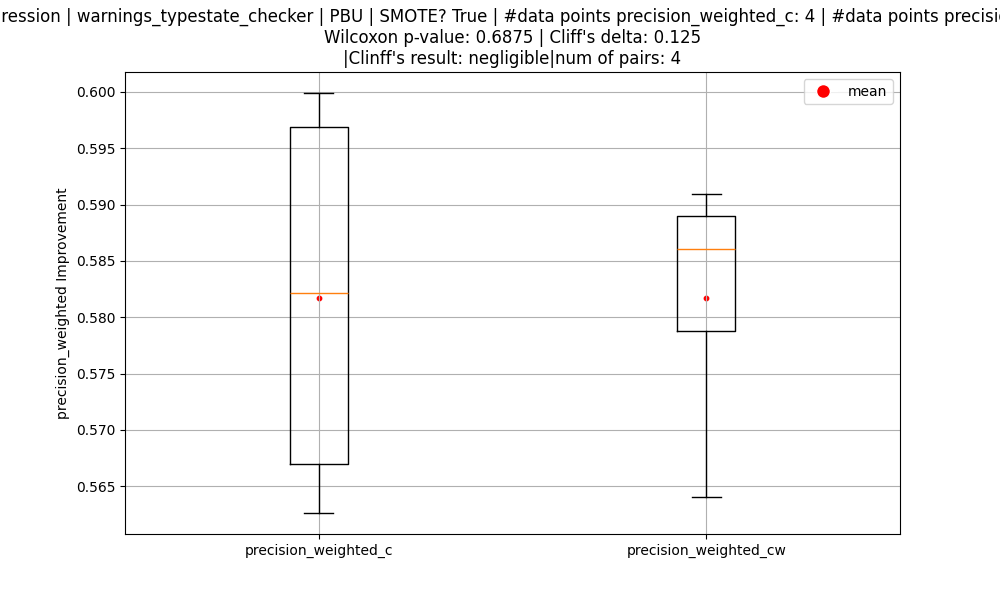 | warnings_typestate_checker | PBU | SMOTE? True | #data points precision_weighted_c: 4 | #data points
Wilcoxon p-value: 0.6875 | Cliff's delta: 0.125
|Clinff's result: negligible|num of pairs: 4
mean
0.600
0.595
0.590
0.585
0.580
0.575
0.570
0.565
precision_weighted Improvement
precision_weighted_c
precision_weighted_cw